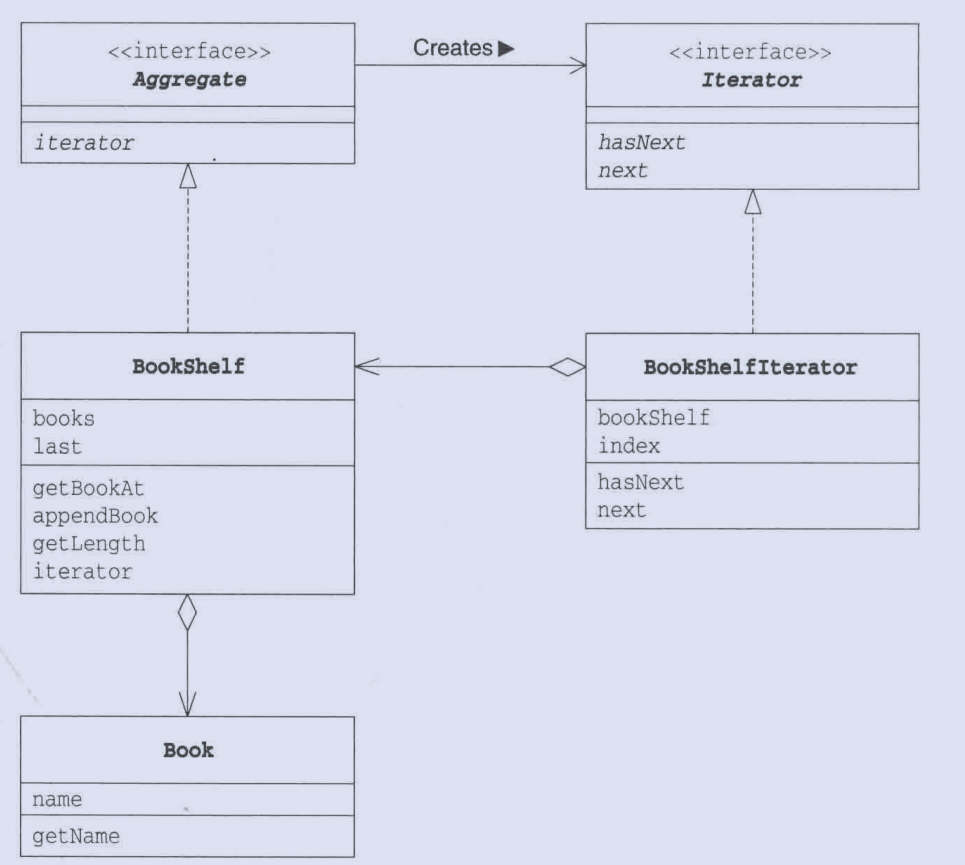 <<interface>>
Aggregate
iterator
Creates ▶
<<interface>>
Iterator
hasNext
next
BookShelf
books
last
getBookAt
appendBook
getLength
iterator
BookShelfIterator
bookShelf
index
hasNext
next
Book
name
getName